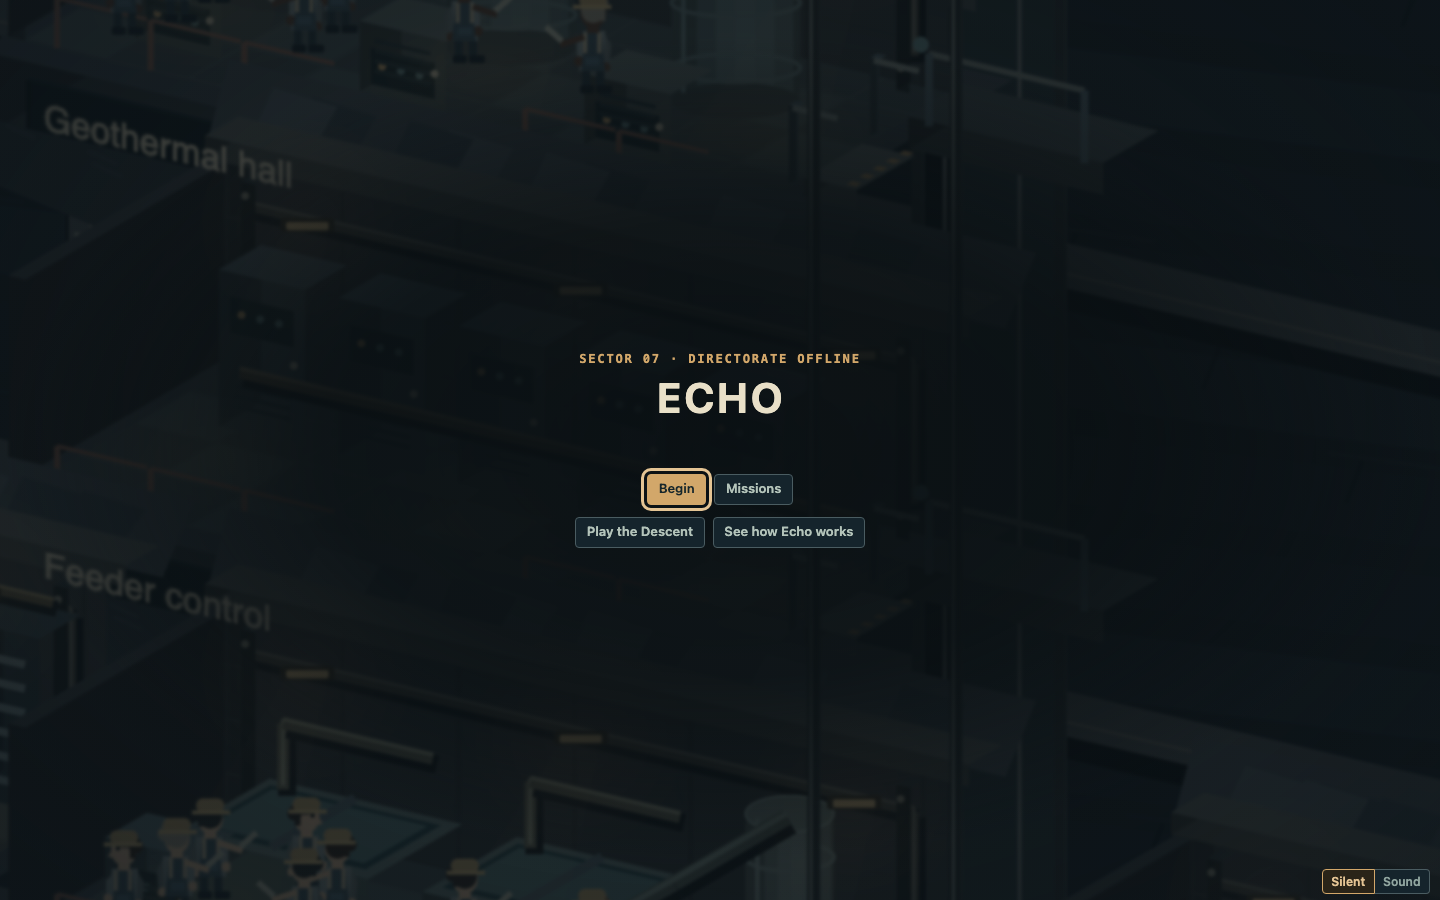 Geothermal hall
SECTOR 07 · DIRECTORATE OFFLINE
ECHO
Begin
Missions
Play the Descent
See how Echo works
Feeder control
Silent
Sound